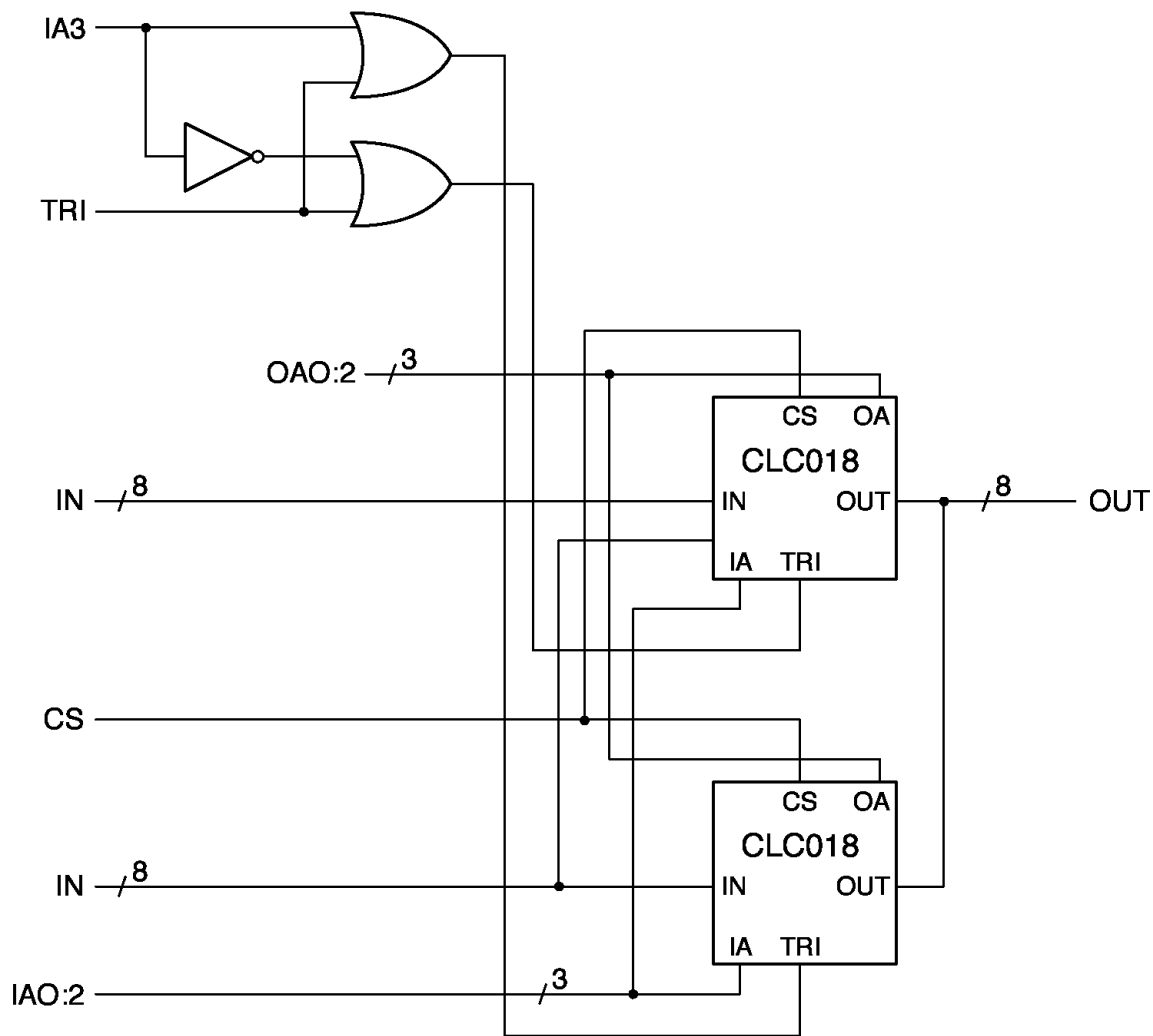 IA3
TRI
OAO:2
3
CS OA
CLC018
IN
8
IN
OUT
8
OUT
IA TRI
CS
CS OA
CLC018
IN
8
IN
OUT
IA TRI
IAO:2
3